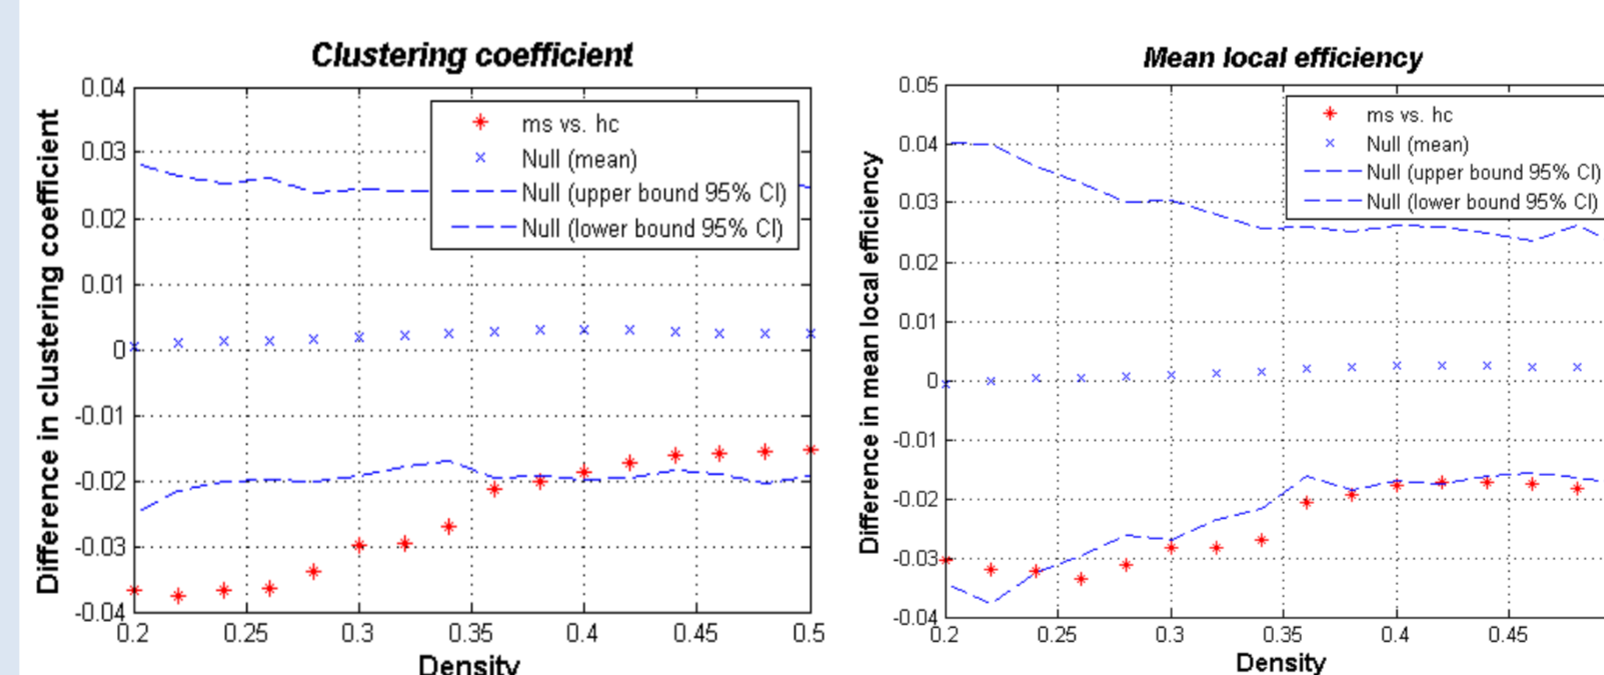 Clustering coefficient
Difference in clustering coefficient
0.04
0.03
0.02
0.01
0
-0.01
-0.02
-0.03
-0.04
ms vs. hc
Null (mean)
Null (upper bound 95% CI)
Null (lower bound 95% CI)
0.2 0.25 0.3 0.35 0.4 0.45 0.5
Density
Mean local efficiency
Difference in mean local efficiency
0.05
0.04
0.03
0.02
0.01
0
-0.01
-0.02
-0.03
-0.04
ms vs. hc
Null (mean)
Null (upper bound 95% CI)
Null (lower bound 95% CI)
0.2 0.25 0.3 0.35 0.4 0.45
Density